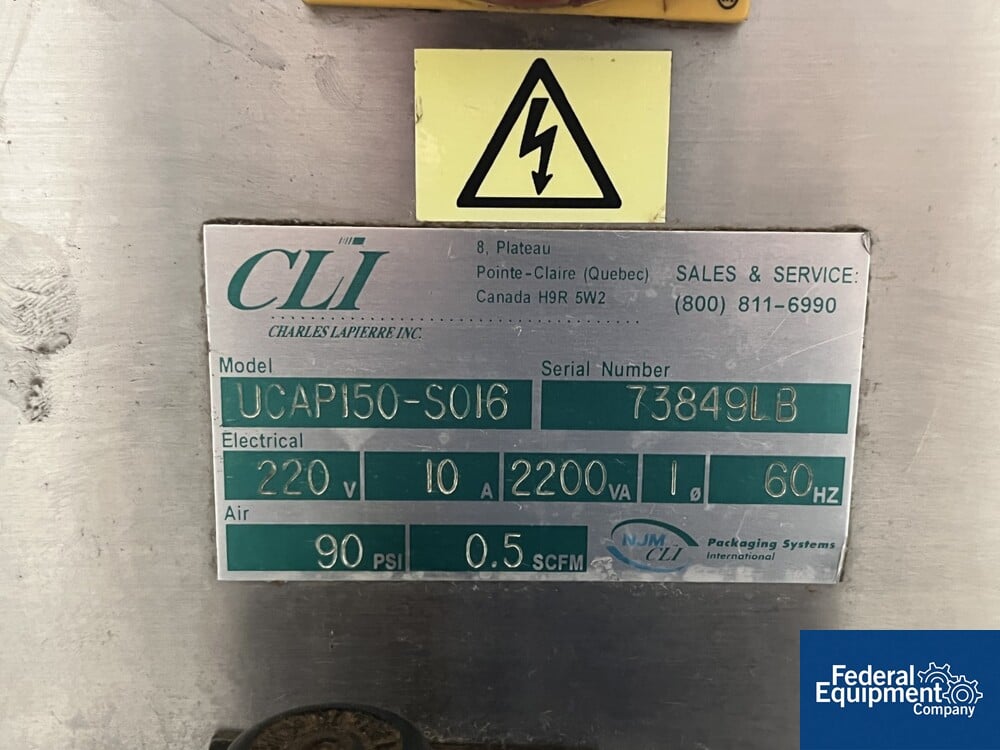 CLI
CHARLES LAPIERRE INC.
8, Plateau
Pointe-Claire (Quebec)
Canada H9R 5W2
SALES & SERVICE:
(800) 811-6990
Model
UCAP150-S016
Serial Number
73849LB
Electrical
220 V 10 A 2200 VA 1 ø 60 HZ
Air
90 PSI 0.5 SCFM
NJM
CLI
Packaging Systems
International
Federal
Equipment
Company